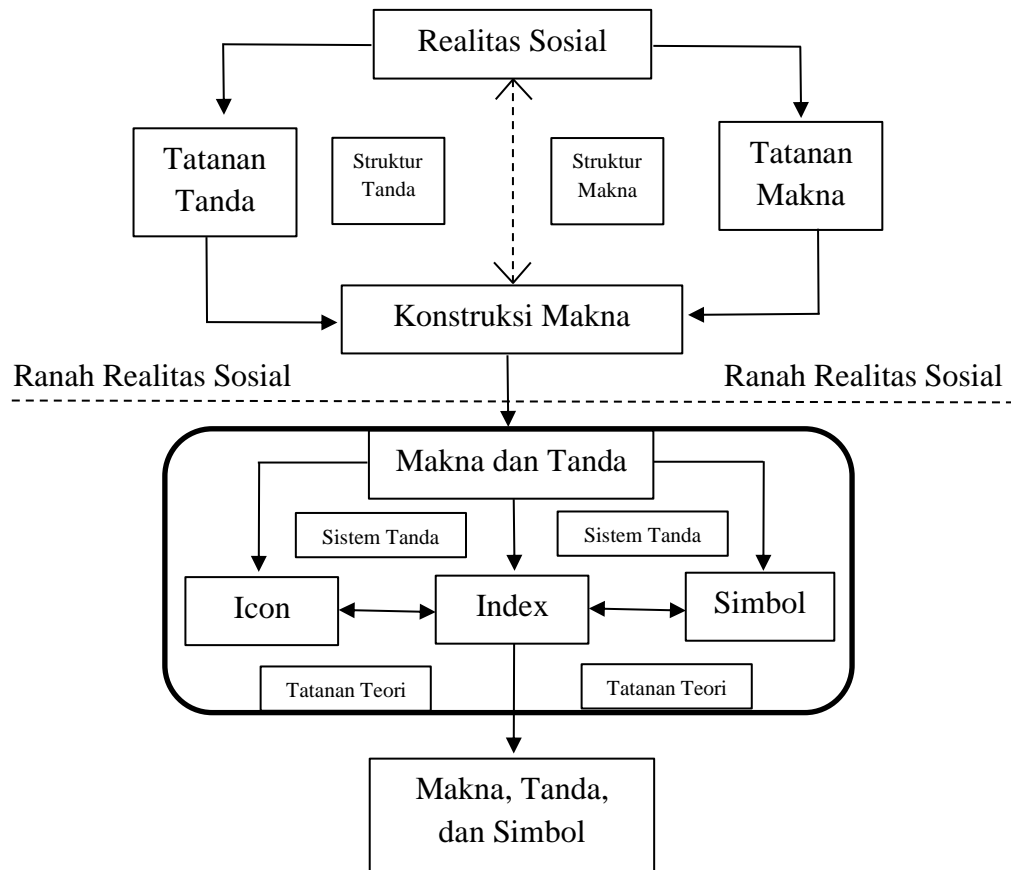 Realitas Sosial
Tatanan
Tanda
Struktur
Tanda
Struktur
Makna
Tatanan
Makna
Konstruksi Makna
Ranah Realitas Sosial
Ranah Realitas Sosial
Makna dan Tanda
Sistem Tanda
Sistem Tanda
Icon
Index
Simbol
Tatanan Teori
Tatanan Teori
Makna, Tanda,
dan Simbol